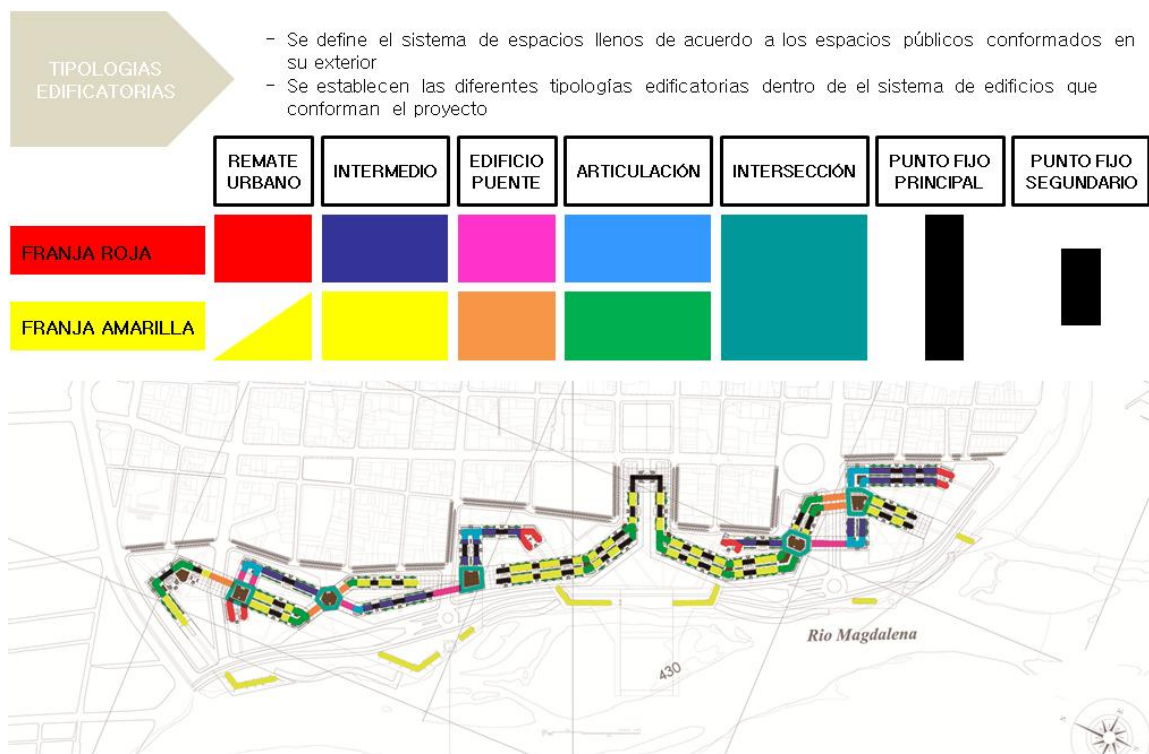 TIPOLOGIAS
EDIFICATORIAS
- Se define el sistema de espacios llenos de acuerdo a los espacios públicos conformados en
su exterior
- Se establecen las diferentes tipologías edificatorias dentro de el sistema de edificios que
conforman el proyecto
REMATE
URBANO
INTERMEDIO
EDIFICIO
PUENTE
ARTICULACIÓN
INTERSECCIÓN
PUNTO FIJO
PRINCIPAL
PUNTO FIJO
SEGUNDARIO
FRANJA ROJA
FRANJA AMARILLA
Rio Magdalena
430